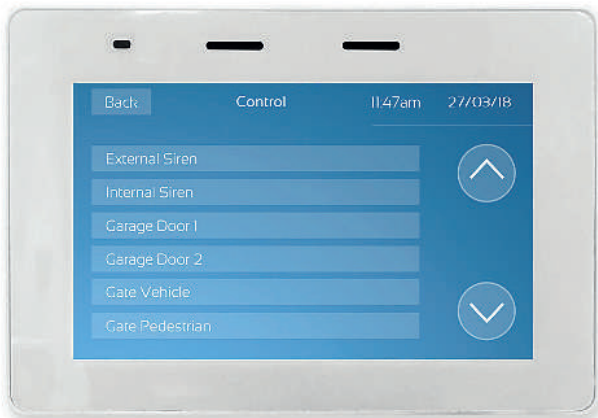 Back Control 11.47am 27/03/18
External Siren
Internal Siren
Garage Door 1
Garage Door 2
Gate Vehicle
Gate Pedestrian